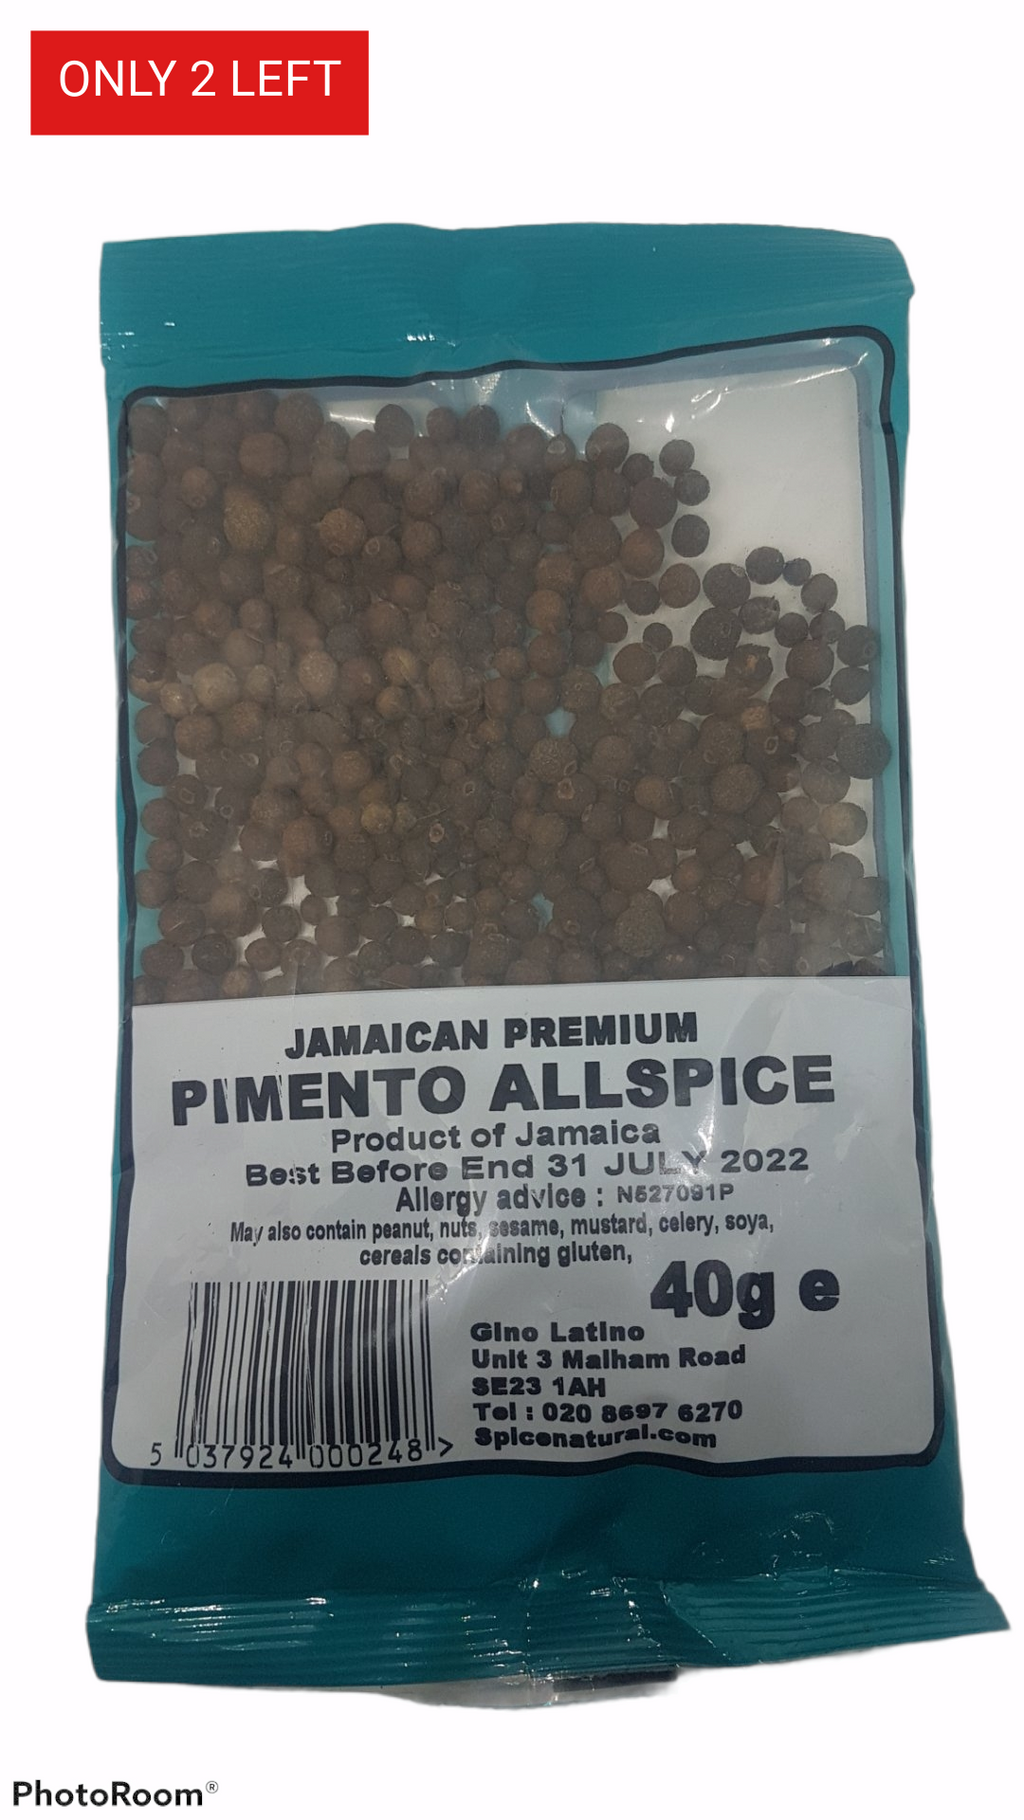 ONLY 2 LEFT
JAMAICAN PREMIUM
PIMENTO ALLSPICE
Product of Jamaica
Best Before End 31 JULY 2022
Allergy advice : N527091P
May also contain peanut, nuts, sesame, mustard, celery, soya,
cereals containing gluten,
40g e
Gino Latino
Unit 3 Malham Road
SE23 1AH
Tel : 020 8697 6270
Spicenatural.com
5 037924 000248 >
PhotoRoom®